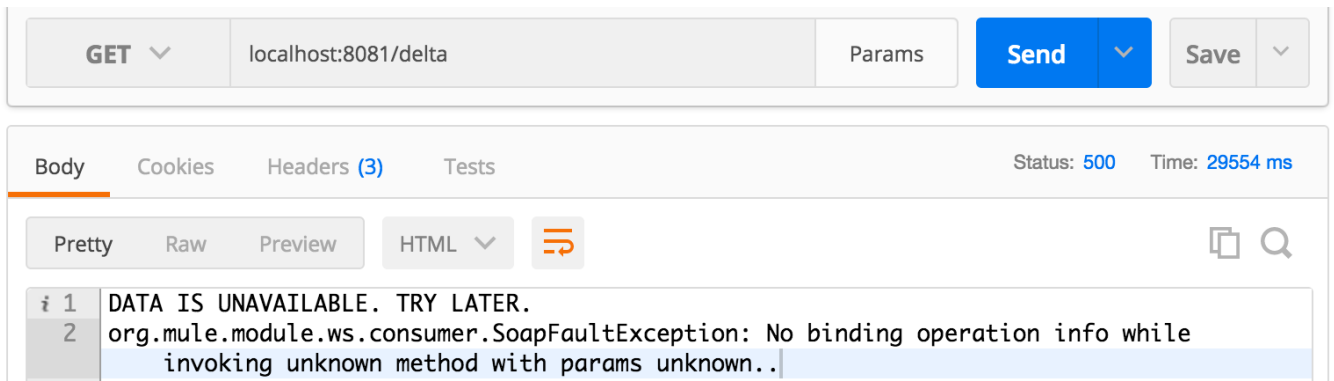 GET localhost:8081/delta Params Send Save
Body Cookies Headers (3) Tests Status: 500 Time: 29554 ms
Pretty Raw Preview HTML
i 1 DATA IS UNAVAILABLE. TRY LATER.
2 org.mule.module.ws.consumer.SoapFaultException: No binding operation info while
invoking unknown method with params unknown..